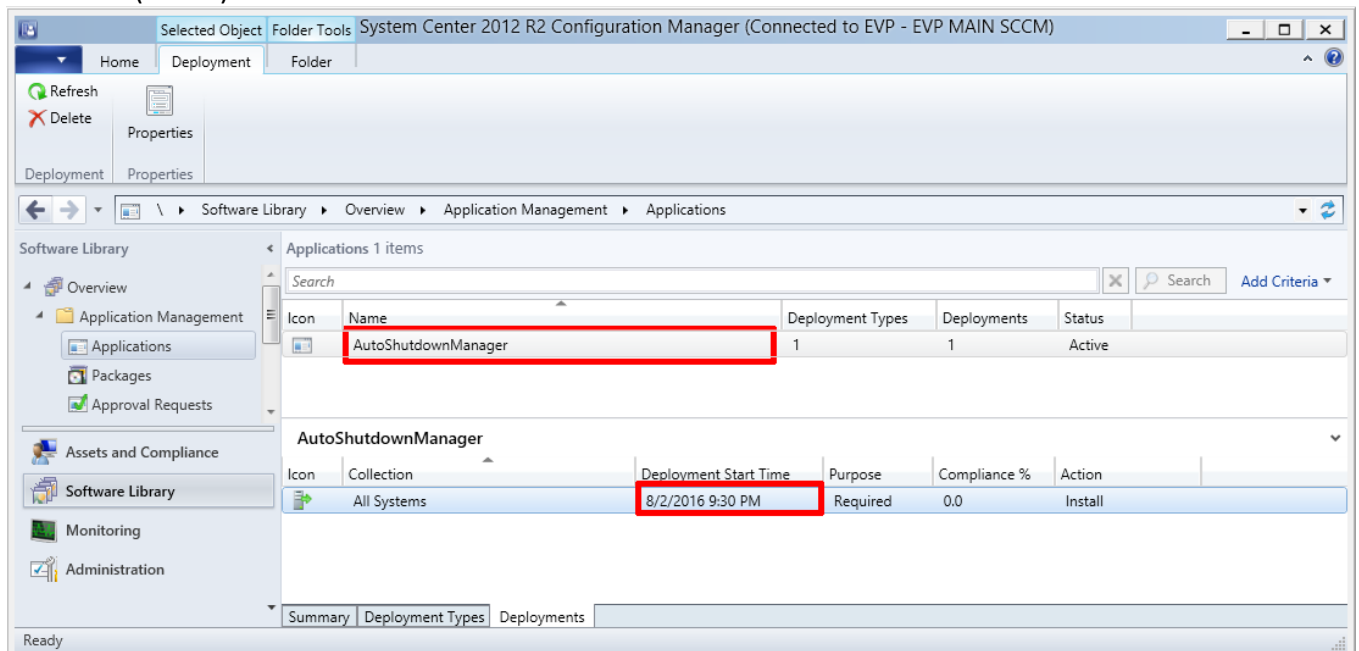 Selected Object Folder Tools System Center 2012 R2 Configuration Manager (Connected to EVP - EVP MAIN SCCM)
Home Deployment Folder
Refresh
Delete
Properties
Deployment Properties
\ Software Library Overview Application Management Applications
Software Library
Applications 1 items
Search Search Add Criteria
Overview
Application Management
Applications
Packages
Approval Requests
Icon Name Deployment Types Deployments Status
AutoShutdownManager 1 1 Active
Assets and Compliance
Software Library
Monitoring
Administration
AutoShutdownManager
Icon Collection Deployment Start Time Purpose Compliance % Action
All Systems 8/2/2016 9:30 PM Required 0.0 Install
Summary Deployment Types Deployments
Ready